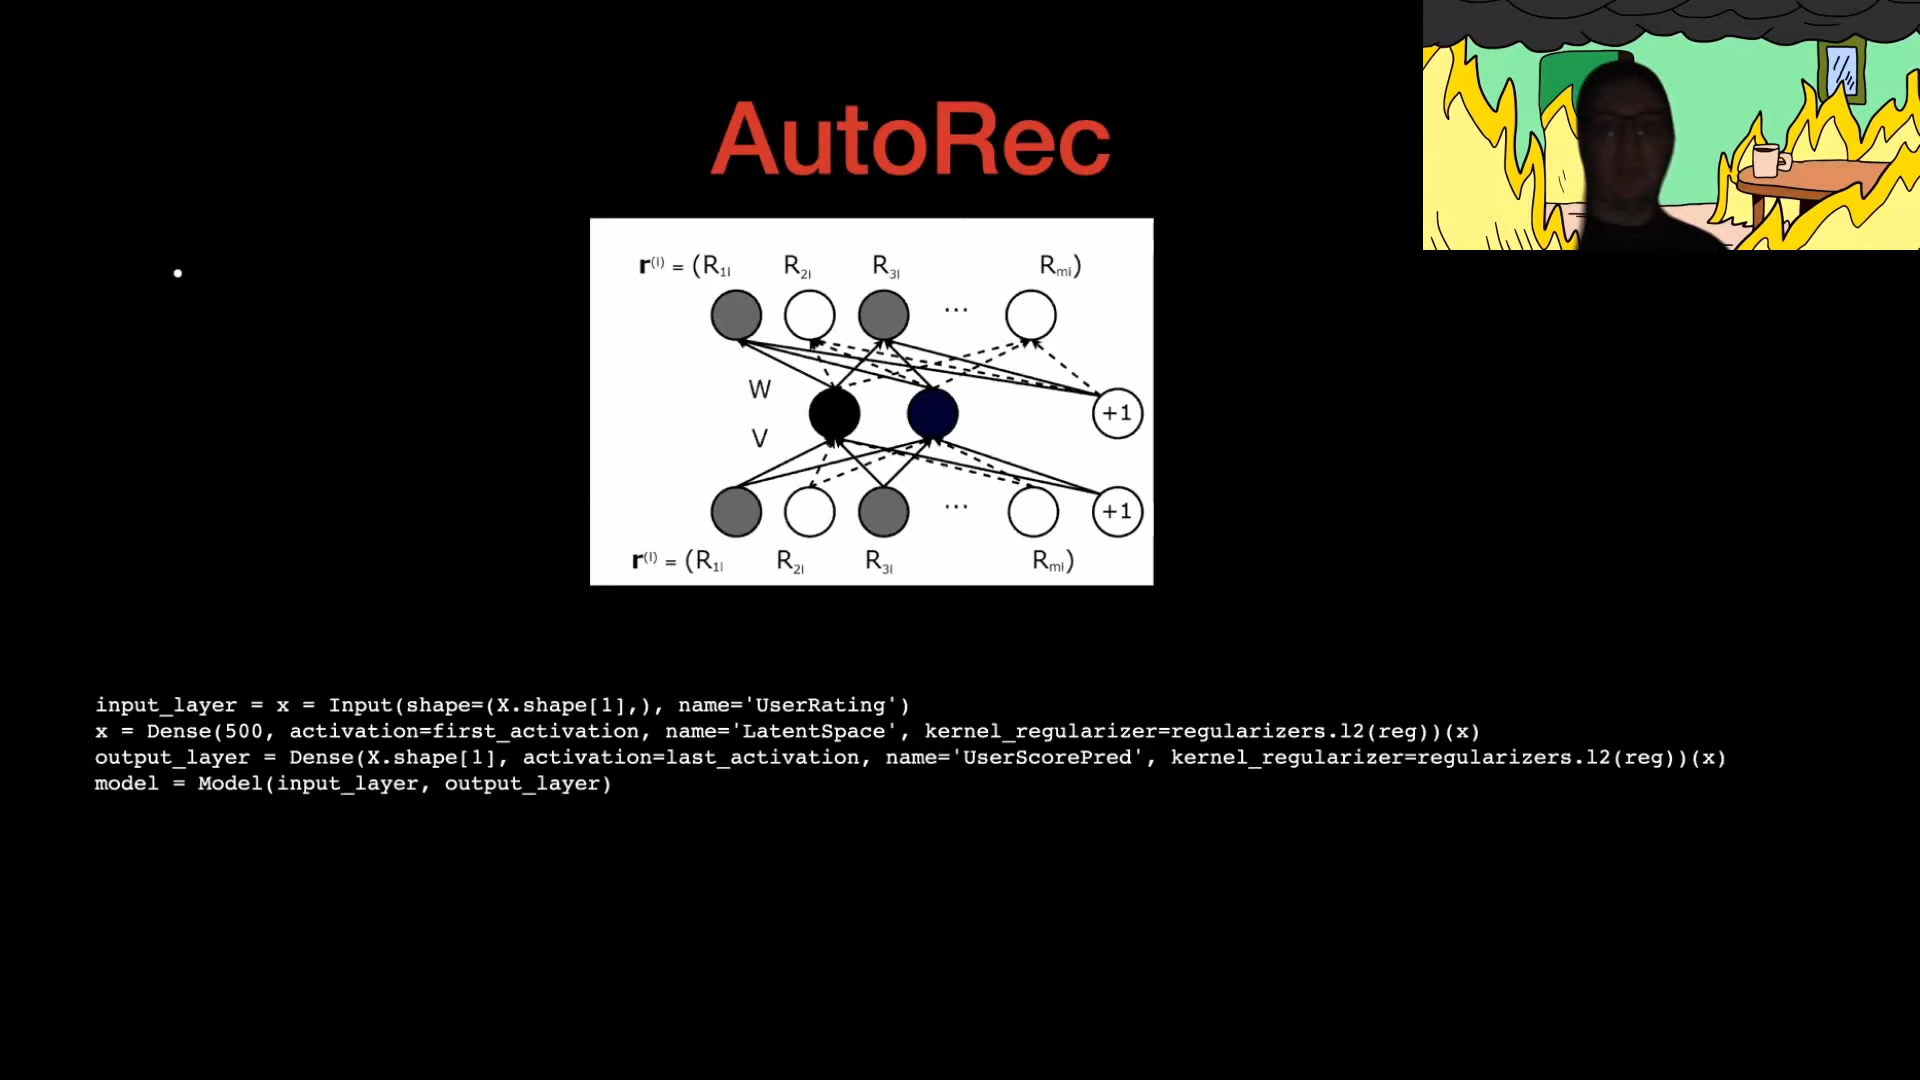 AutoRec
r(i) = (R1i R2i R3i ... Rmi)
W
+1
V
... +1
r(i) = (R1i R2i R3i Rmi)
input_layer = x = Input(shape=(X.shape[1],), name='UserRating')
x = Dense(500, activation=first_activation, name='LatentSpace', kernel_regularizer=regularizers.l2(reg))(x)
output_layer = Dense(X.shape[1], activation=last_activation, name='UserScorePred', kernel_regularizer=regularizers.l2(reg))(x)
model = Model(input_layer, output_layer)